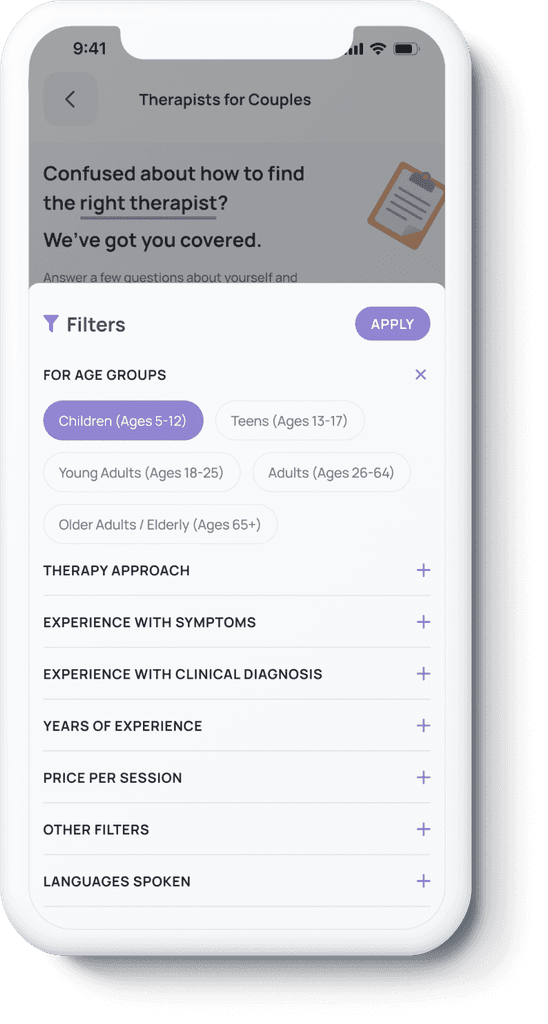 9:41
Therapists for Couples
Confused about how to find
the right therapist?
We've got you covered.
Answer a few questions about yourself and
Filters
APPLY
FOR AGE GROUPS
Children (Ages 5-12)
Teens (Ages 13-17)
Young Adults (Ages 18-25)
Adults (Ages 26-64)
Older Adults / Elderly (Ages 65+)
THERAPY APPROACH
EXPERIENCE WITH SYMPTOMS
EXPERIENCE WITH CLINICAL DIAGNOSIS
YEARS OF EXPERIENCE
PRICE PER SESSION
OTHER FILTERS
LANGUAGES SPOKEN